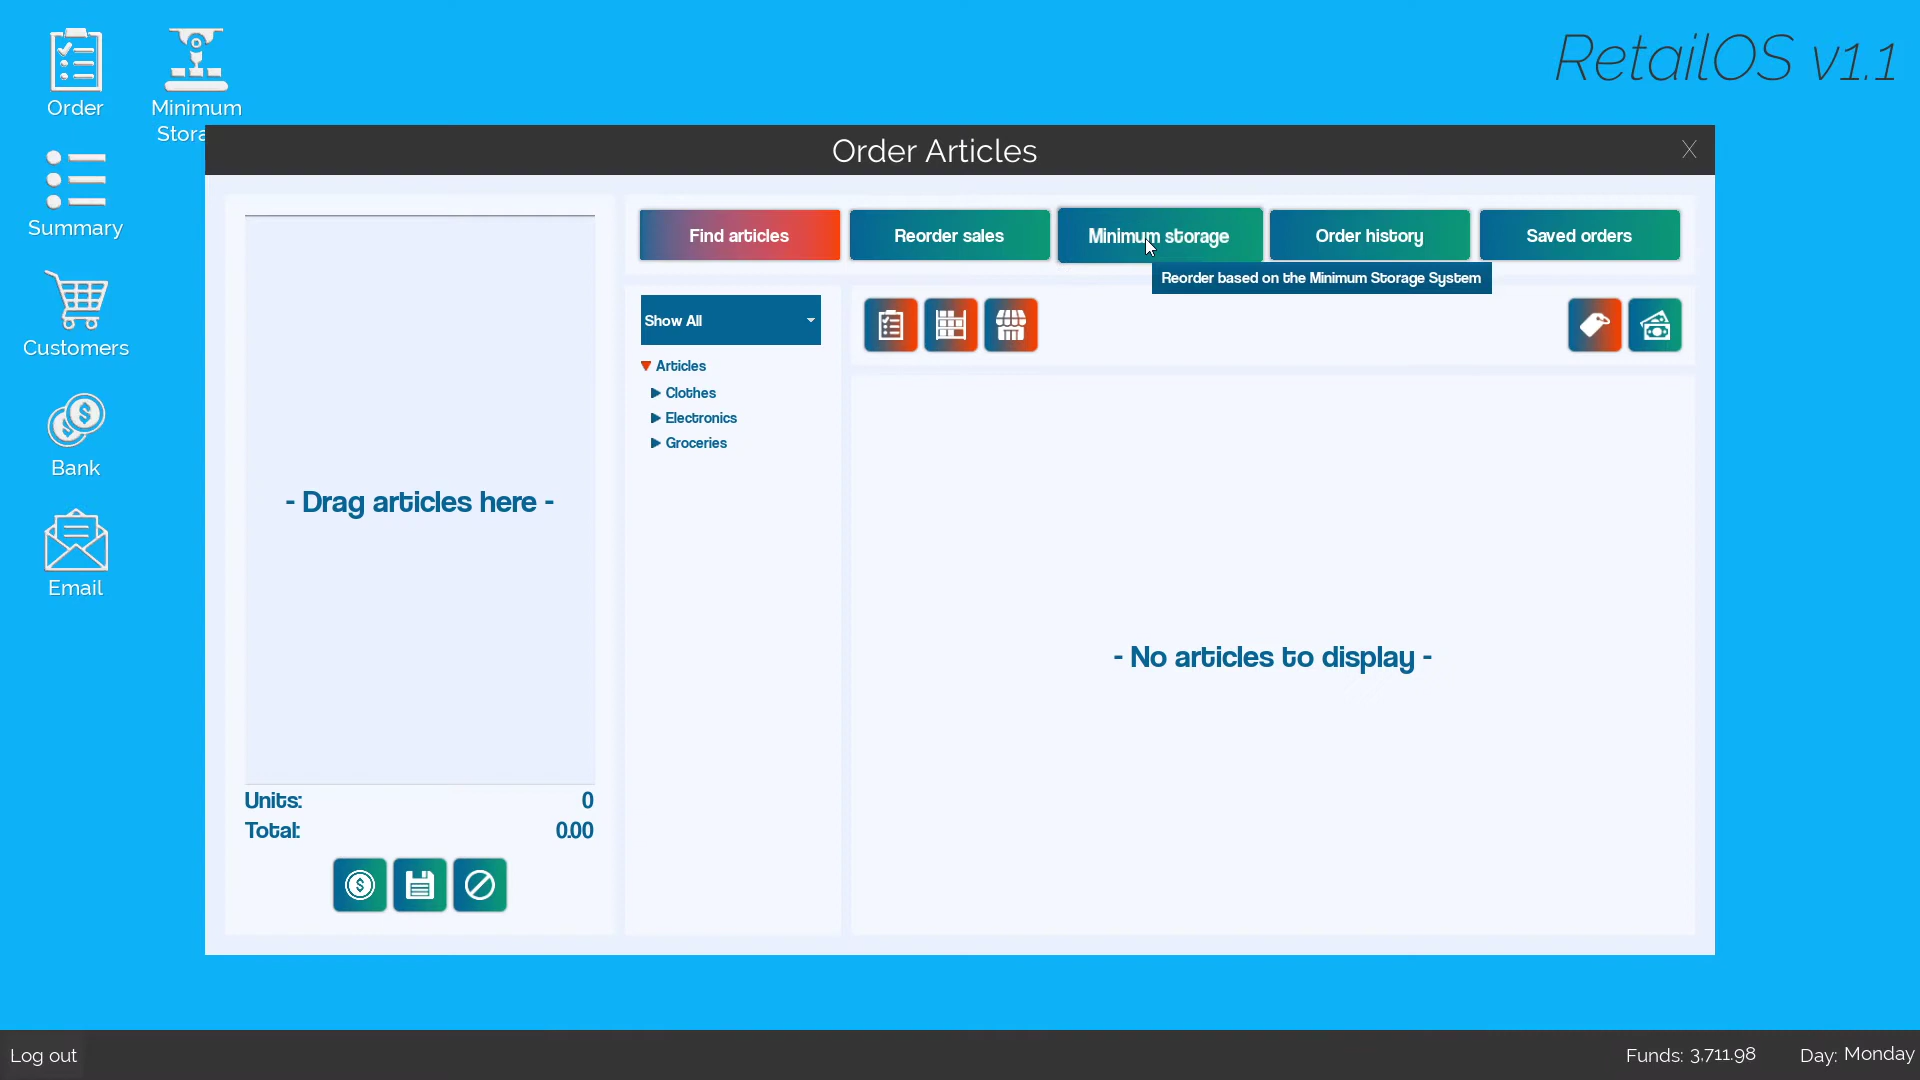 RetailOS v1.1
Order
Minimum
Stora
Summary
Customers
Bank
Email
Order Articles
X
Find articles
Reorder sales
Minimum storage
Order history
Saved orders
Reorder based on the Minimum Storage System
Show All
Articles
Clothes
Electronics
Groceries
- Drag articles here -
- No articles to display -
Units: 0
Total: 0.00
Log out
Funds: 3,711.98
Day: Monday